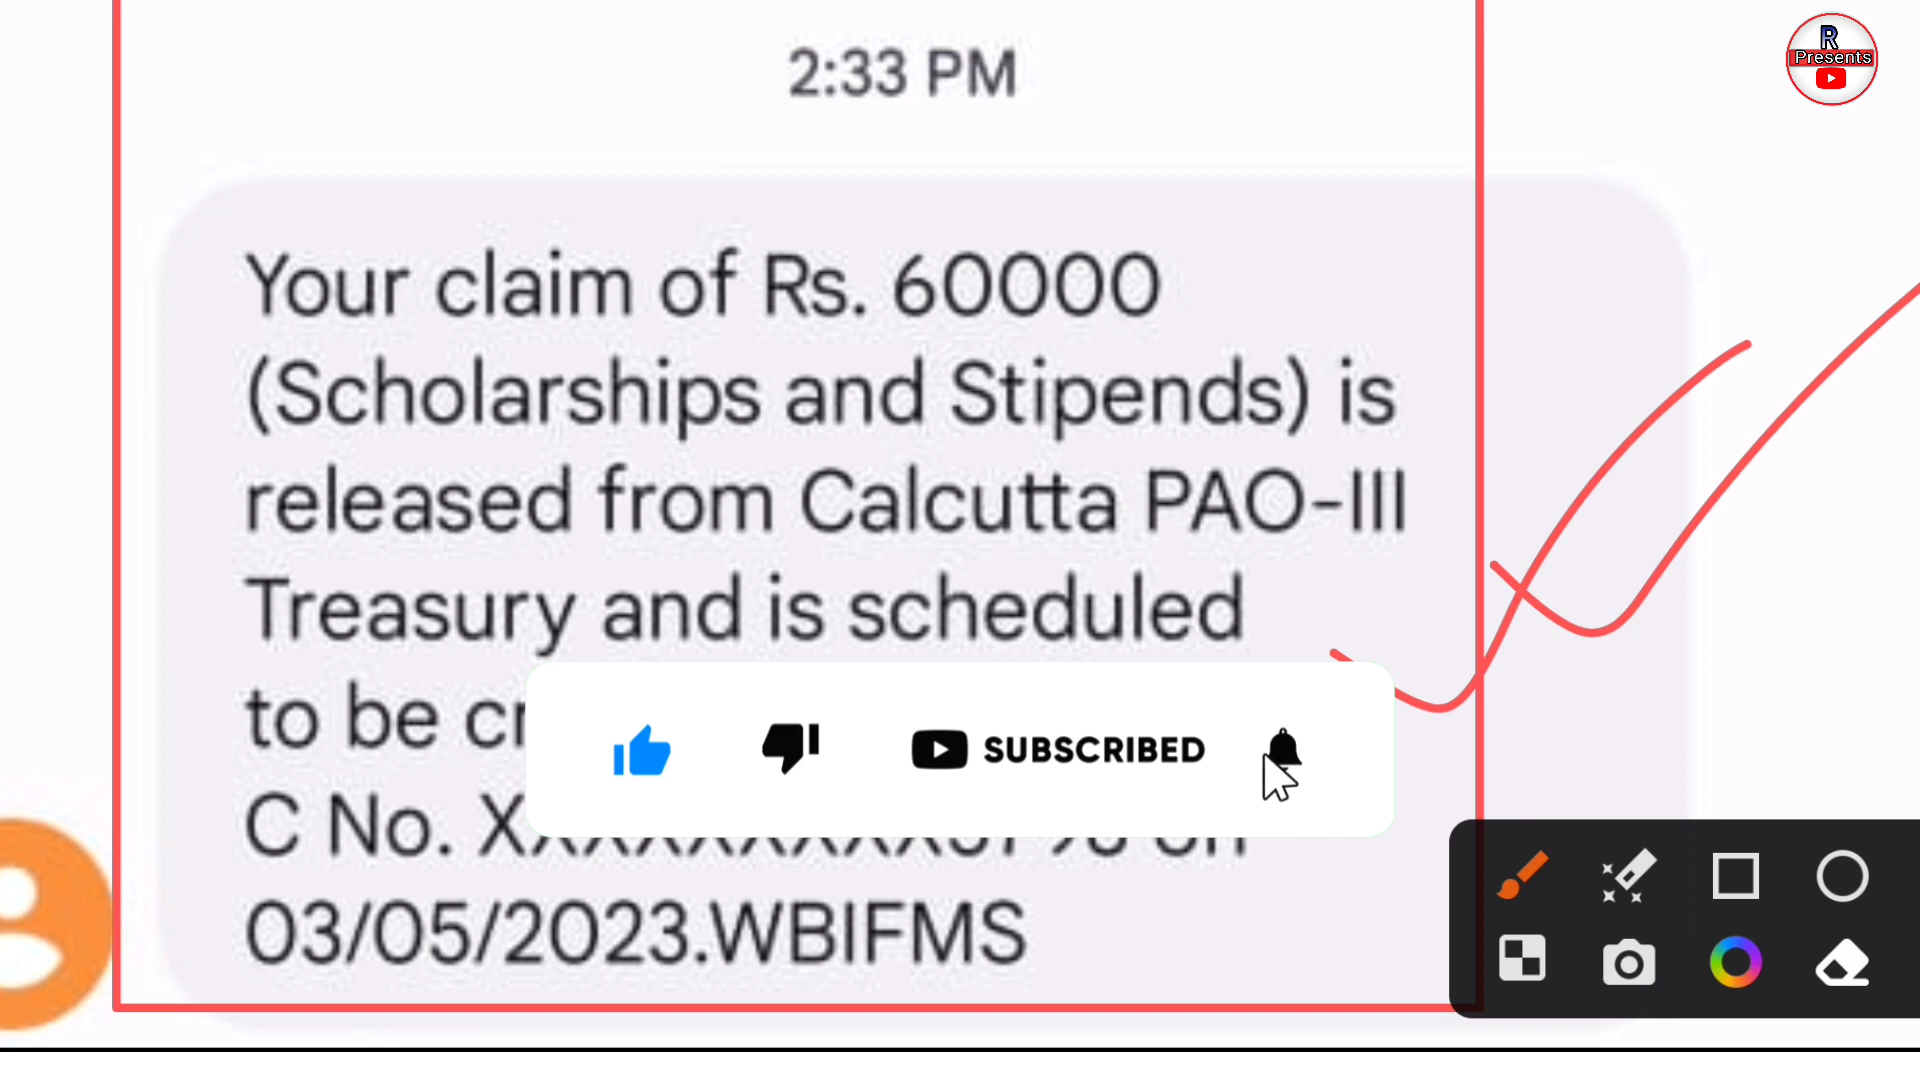 2:33 PM
R
Presents
Your claim of Rs. 60000
(Scholarships and Stipends) is
released from Calcutta PAO-III
Treasury and is scheduled
to be
SUBSCRIBED
C No.
03/05/2023.WBIFMS